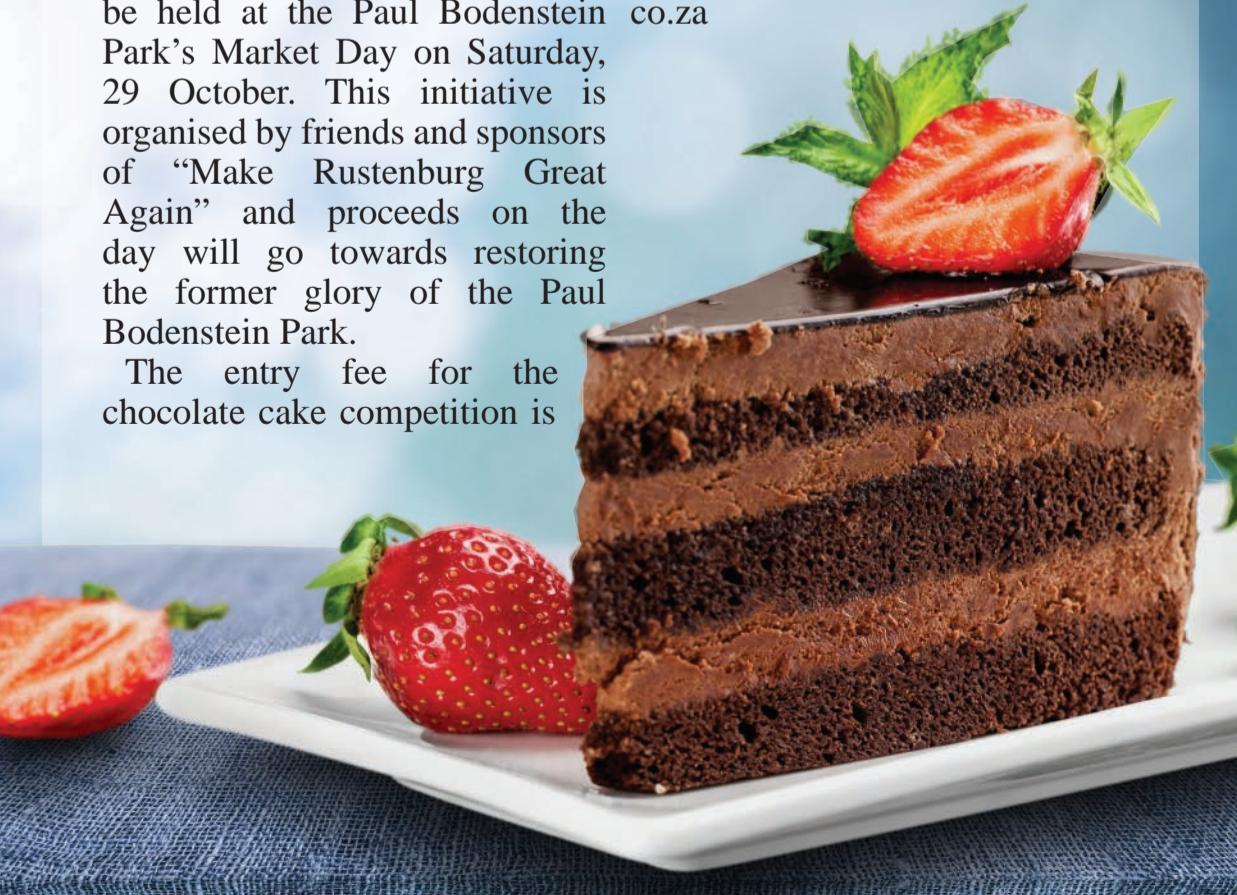 be held at the Paul Bodenstein
Park’s Market Day on Saturday,
29 October. This initiative is
organised by friends and sponsors
of “Make Rustenburg Great
Again” and proceeds on the
day will go towards restoring
the former glory of the Paul
Bodenstein Park.
The entry fee for the
chocolate cake competition is
co.za